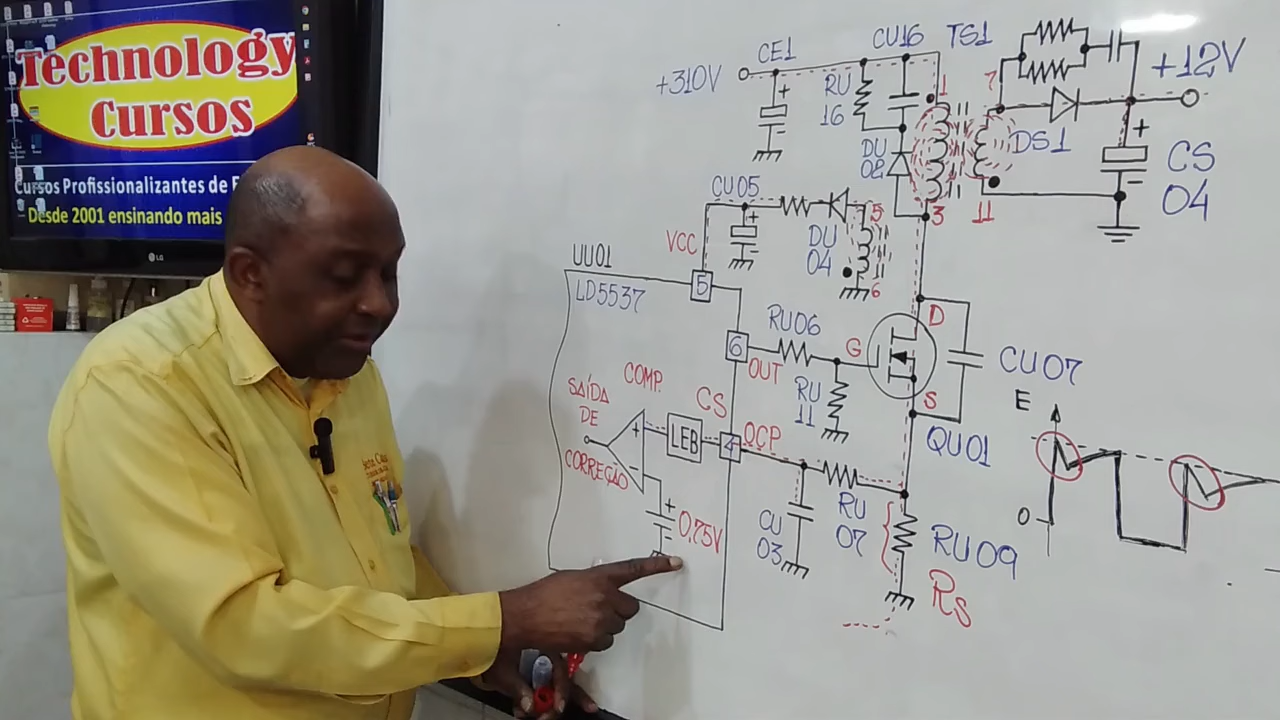 Technology
Cursos
Cursos Profissionalizantes de E
Desde 2001 ensinando mais
LG
+310V
CE1
+
RU
16
CU16
TS1
1
DU
02
3
7
DS1
+12V
+
-
CS
04
11
CU05
+
-
DU
04
5
6
VCC
UU01
LD5537
5
6
OUT
RU06
RU
11
G
D
S
CU07
QU01
SAÍDA
DE
CORREÇÃO
COMP.
+
-
LEB
CS
4
OCP
+
-
0,75V
CU
03
RU
07
RU09
RS
E
0